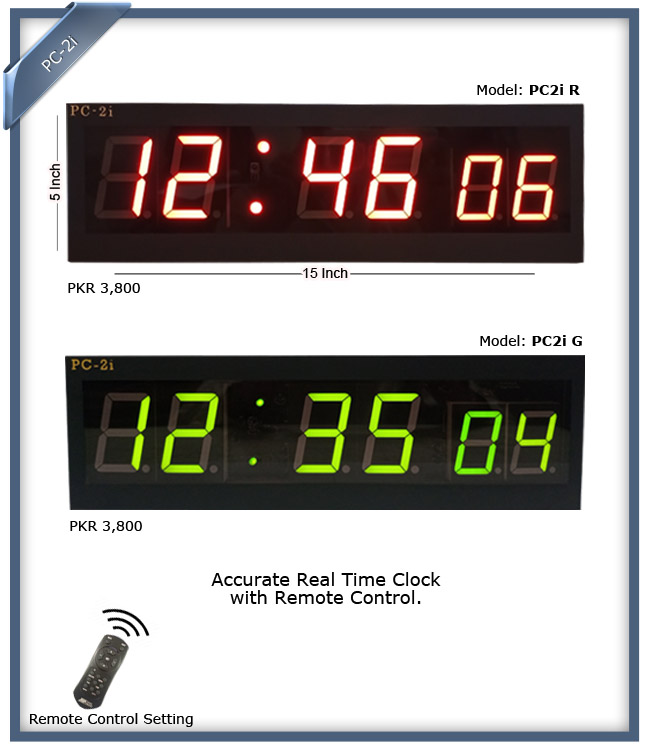 PC-2i
Model: PC2i R
PC-2i
12:46 06
5 Inch
15 Inch
PKR 3,800
Model: PC2i G
PC-2i
12:35 04
PKR 3,800
Accurate Real Time Clock
with Remote Control.
Remote Control Setting